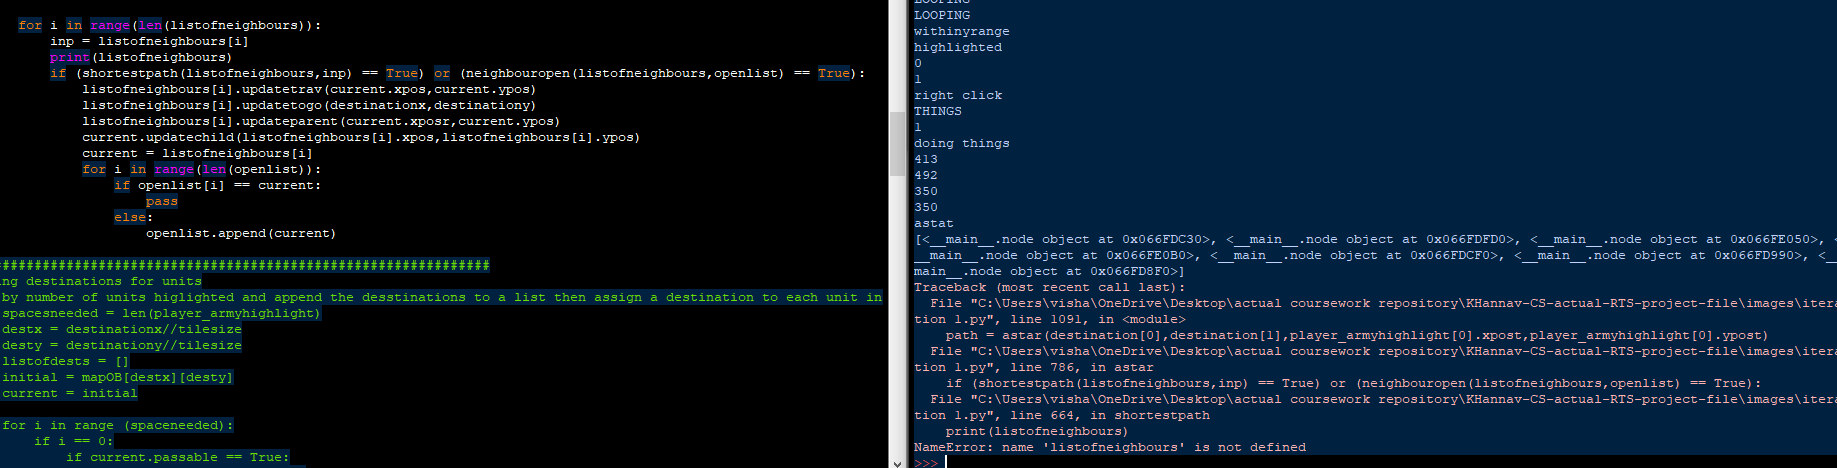 for i in range(len(listofneighbours)):
inp = listofneighbours[i]
print(listofneighbours)
if (shortestpath(listofneighbours,inp) == True) or (neighbouropen(listofneighbours,openlist) == True):
listofneighbours[i].updatetrav(current.xpos,current.ypos)
listofneighbours[i].updatetogo(destinationx,destinationy)
listofneighbours[i].updateparent(current.xposr,current.ypos)
current.updatechild(listofneighbours[i].xpos,listofneighbours[i].ypos)
current = listofneighbours[i]
for i in range(len(openlist)):
if openlist[i] == current:
pass
else:
openlist.append(current)
#############################################################
ng destinations for units
by number of units higlighted and append the desstinations to a list then assign a destination to each unit in
spacesneeded = len(player_armyhighlight)
destx = destinationx//tilesize
desty = destinationy//tilesize
listofdests = []
initial = mapOB[destx][desty]
current = initial
for i in range (spaceneeded):
if i == 0:
if current.passable == True:
LOOPING
LOOPING
withinyrange
highlighted
0
1
right click
THINGS
1
doing things
413
492
350
350
astat
[<__main__.node object at 0x066FDC30>, <__main__.node object at 0x066FDFD0>, <__main__.node object at 0x066FE050>, <
__main__.node object at 0x066FE0B0>, <__main__.node object at 0x066FDCF0>, <__main__.node object at 0x066FD990>, <__
main__.node object at 0x066FD8F0>]
Traceback (most recent call last):
File "C:\Users\visha\OneDrive\Desktop\actual coursework repository\KHannav-CS-actual-RTS-project-file\images\itera
tion 1.py", line 1091, in <module>
path = astar(destination[0],destination[1],player_armyhighlight[0].xpost,player_armyhighlight[0].ypost)
File "C:\Users\visha\OneDrive\Desktop\actual coursework repository\KHannav-CS-actual-RTS-project-file\images\itera
tion 1.py", line 786, in astar
if (shortestpath(listofneighbours,inp) == True) or (neighbouropen(listofneighbours,openlist) == True):
File "C:\Users\visha\OneDrive\Desktop\actual coursework repository\KHannav-CS-actual-RTS-project-file\images\itera
tion 1.py", line 664, in shortestpath
print(listofneighbours)
NameError: name 'listofneighbours' is not defined
>>>